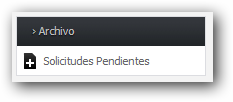 › Archivo
Solicitudes Pendientes